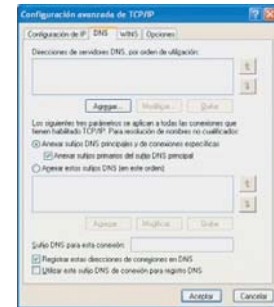 Configuración avanzada de TCP/IP
Configuración de IP DNS WINS Opciones
Direcciones de servidores DNS, por orden de utilización:
Agregar... Modificar... Quitar
Los siguientes tres parámetros se aplican a todas las conexiones que
tienen habilitado TCP/IP. Para resolución de nombres no cualificados:
Anexar sufijos DNS principales y de conexiones específicas
Anexar sufijos primarios del sufijo DNS principal
Anexar estos sufijos DNS (en este orden):
Agregar... Modificar... Quitar
Sufijo DNS para esta conexión:
Registrar estas direcciones de conexiones en DNS
Utilizar este sufijo DNS de conexión para registro DNS
Aceptar Cancelar